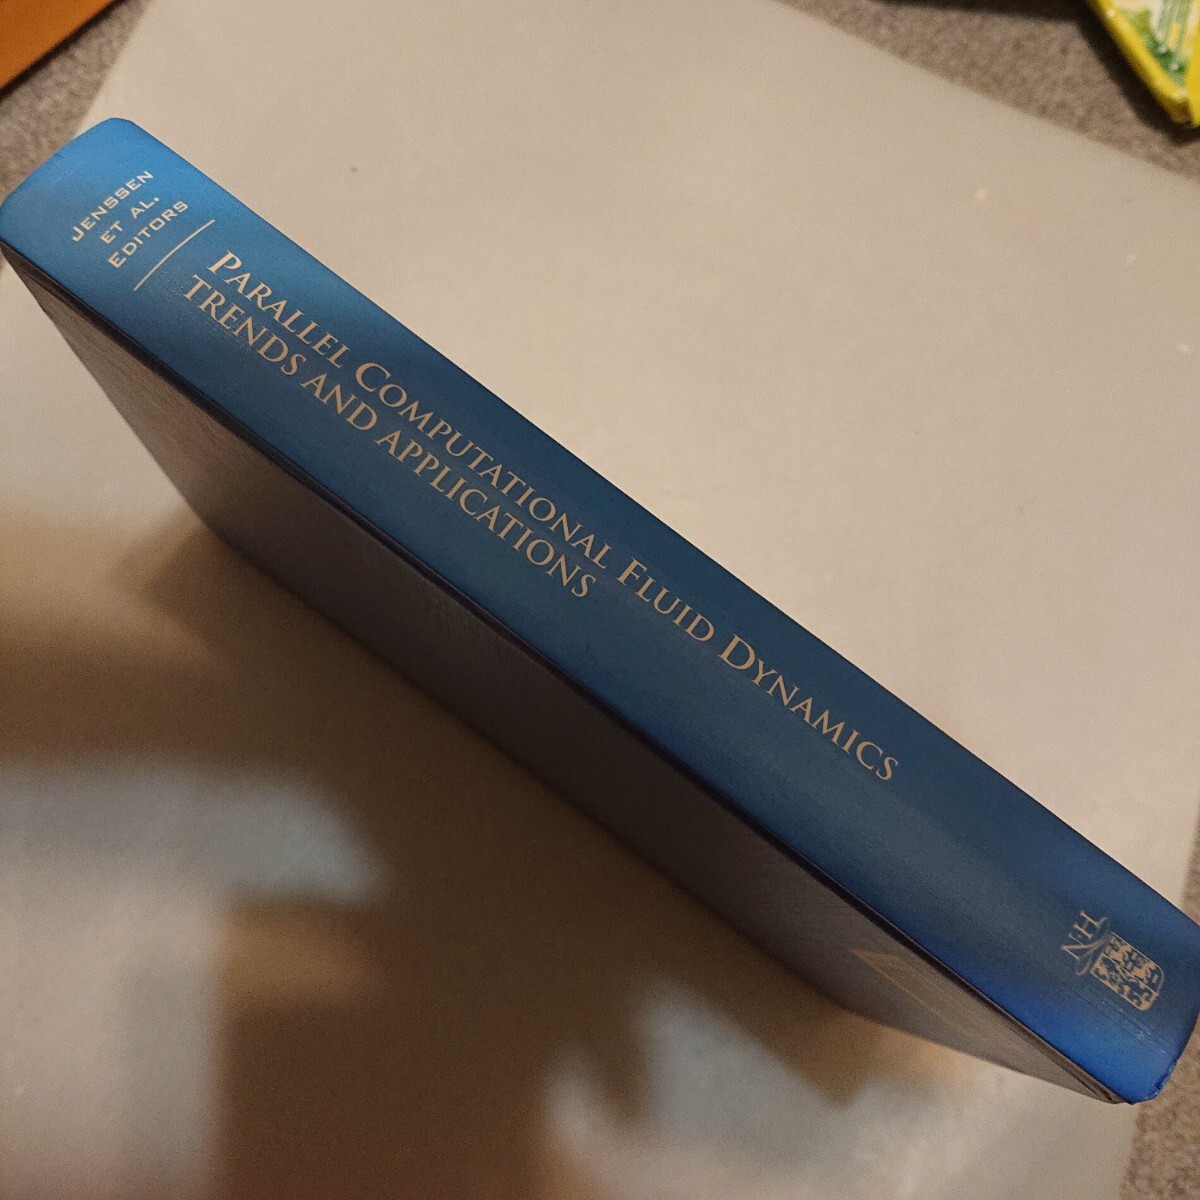 JENSSEN
ET AL.
EDITORS
PARALLEL COMPUTATIONAL FLUID DYNAMICS
TRENDS AND APPLICATIONS
NH